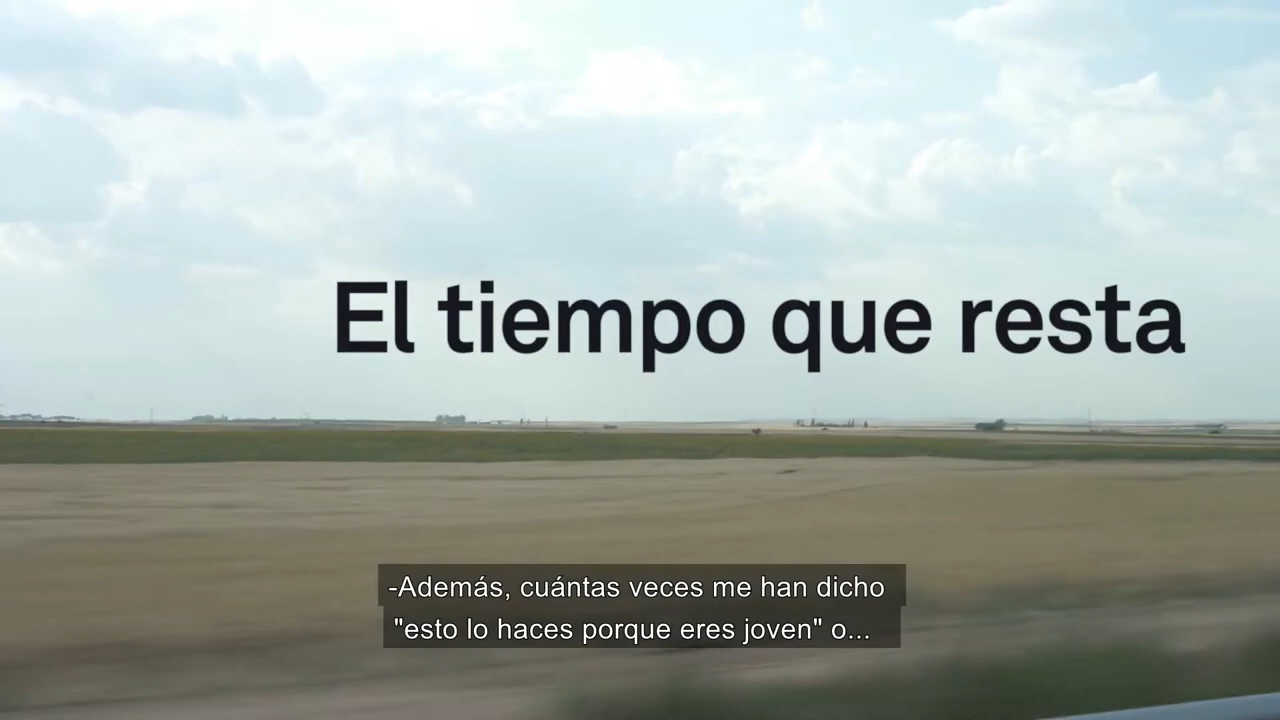 El tiempo que resta
-Además, cuántas veces me han dicho
"esto lo haces porque eres joven" o...